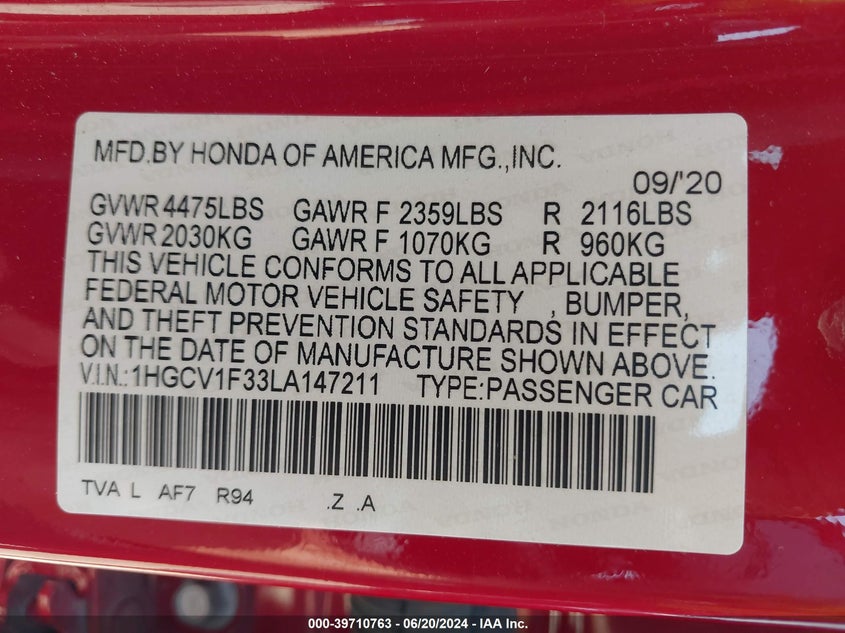 MFD.BY HONDA OF AMERICA MFG.,INC.
09/'20
GVWR 4475LBS GAWR F 2359LBS R 2116LBS
GVWR 2030KG GAWR F 1070KG R 960KG
THIS VEHICLE CONFORMS TO ALL APPLICABLE
FEDERAL MOTOR VEHICLE SAFETY , BUMPER,
AND THEFT PREVENTION STANDARDS IN EFFECT
ON THE DATE OF MANUFACTURE SHOWN ABOVE.
V.I.N.:1HGCV1F33LA147211 TYPE:PASSENGER CAR
TVA L AF7 R94 .Z .A
000-39710763 / 06/20/2024 / IAA Inc.